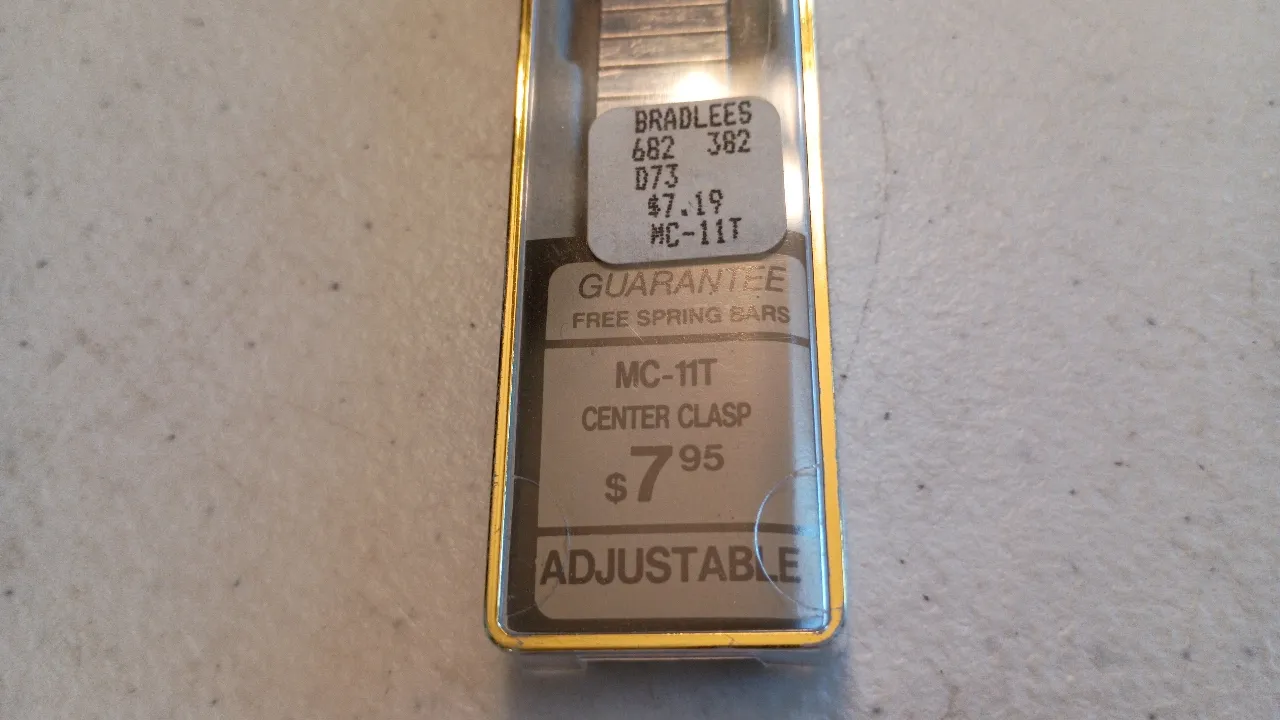 BRADLEES
682 382
D73
$7.19
MC-11T
GUARANTEE
FREE SPRING BARS
MC-11T
CENTER CLASP
$7 95
ADJUSTABLE